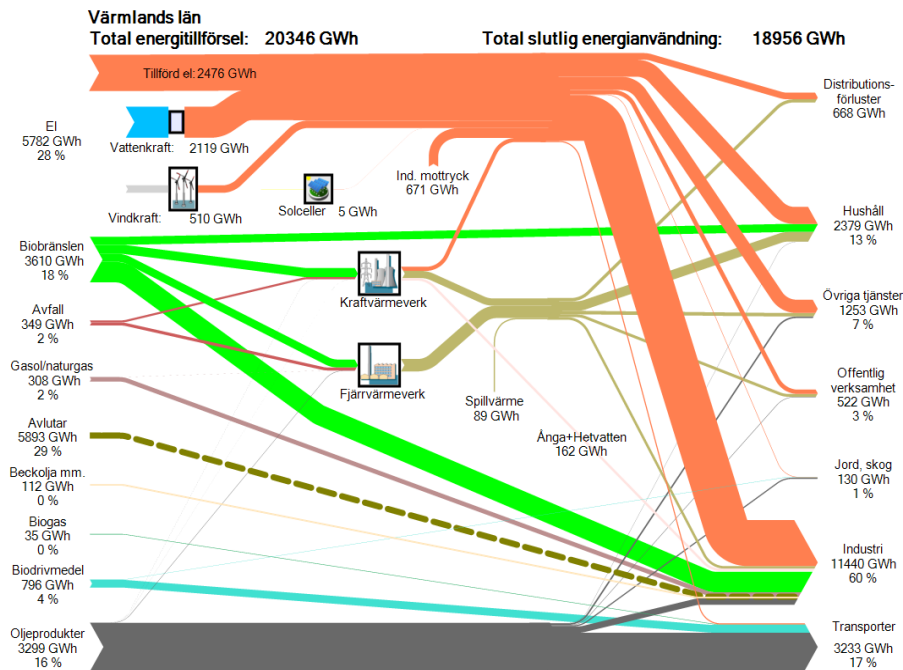 Värmlands län
Total energitillförsel: 20346 GWh
Total slutlig energianvändning: 18956 GWh
Tillförd el: 2476 GWh
El
5782 GWh
28 %
Vattenkraft: 2119 GWh
Vindkraft: 510 GWh
Solceller 5 GWh
Ind. mottryck
671 GWh
Biobränslen
3610 GWh
18 %
Kraftvärmeverk
Avfall
349 GWh
2 %
Gasol/naturgas
308 GWh
2 %
Fjärrvärmeverk
Spillvärme
89 GWh
Ånga+Hetvatten
162 GWh
Avlutar
5893 GWh
29 %
Beckolja mm.
112 GWh
0 %
Biogas
35 GWh
0 %
Biodrivmedel
796 GWh
4 %
Oljeprodukter
3299 GWh
16 %
Distributions-
förluster
668 GWh
Hushåll
2379 GWh
13 %
Övriga tjänster
1253 GWh
7 %
Offentlig
verksamhet
522 GWh
3 %
Jord, skog
130 GWh
1 %
Industri
11440 GWh
60 %
Transporter
3233 GWh
17 %